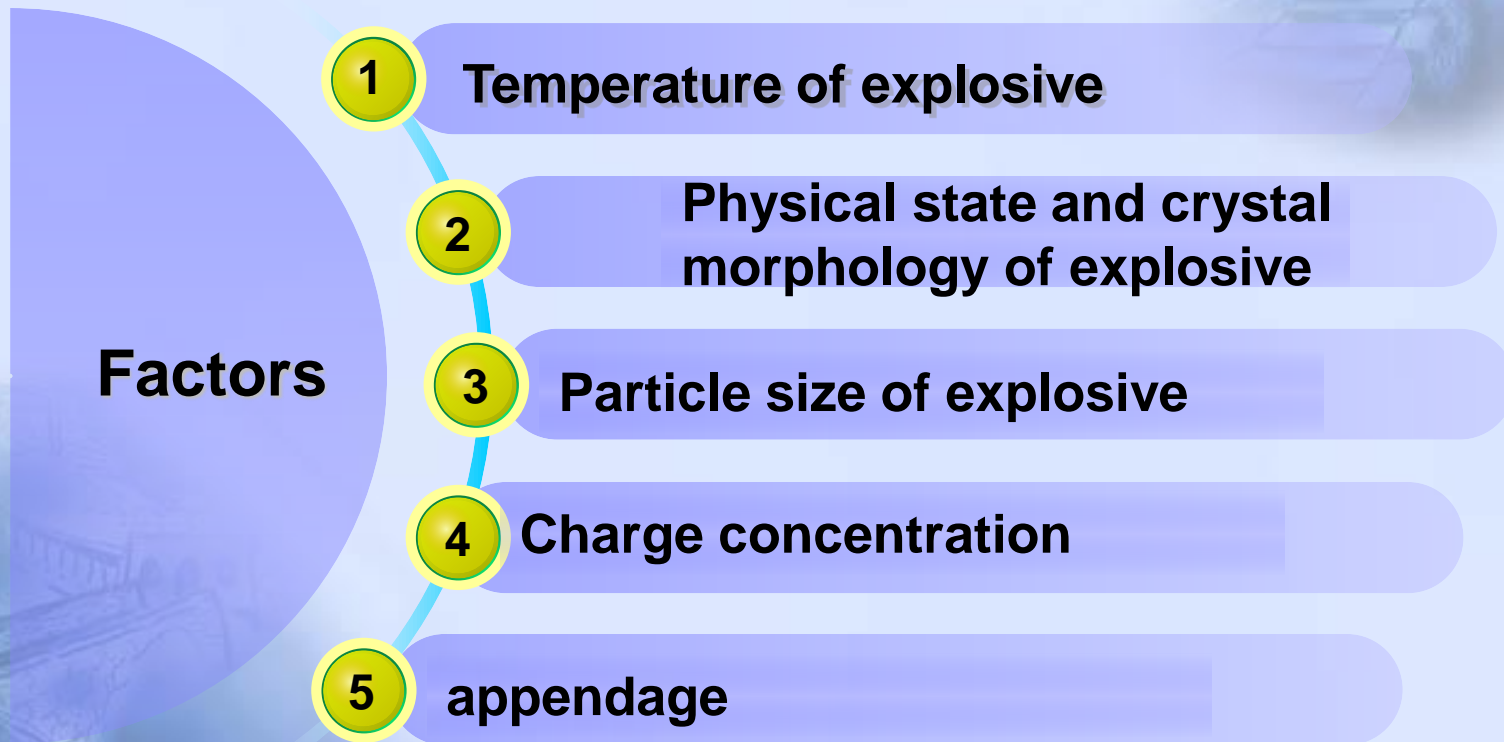 Factors
1
Temperature of explosive
2
Physical state and crystal
morphology of explosive
3
Particle size of explosive
4
Charge concentration
5
appendage